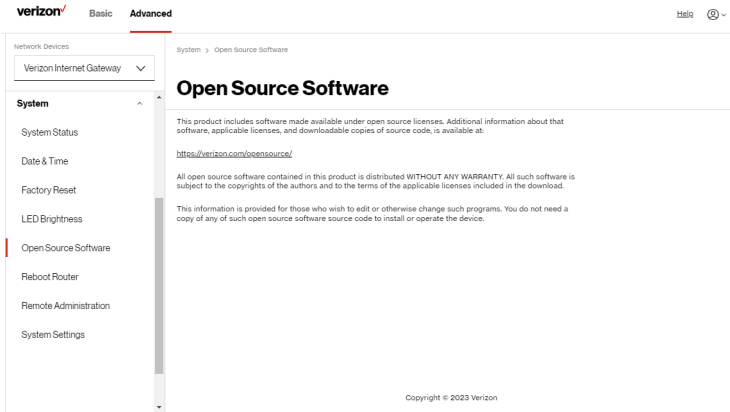 verizon
Basic
Advanced
Help
Network Devices
Verizon Internet Gateway
System
System Status
Date & Time
Factory Reset
LED Brightness
Open Source Software
Reboot Router
Remote Administration
System Settings
System > Open Source Software
Open Source Software
This product includes software made available under open source licenses. Additional information about that
software, applicable licenses, and downloadable copies of source code, is available at:
https://verizon.com/opensource/
All open source software contained in this product is distributed WITHOUT ANY WARRANTY. All such software is
subject to the copyrights of the authors and to the terms of the applicable licenses included in the download.
This information is provided for those who wish to edit or otherwise change such programs. You do not need a
copy of any of such open source software source code to install or operate the device.
Copyright © 2023 Verizon